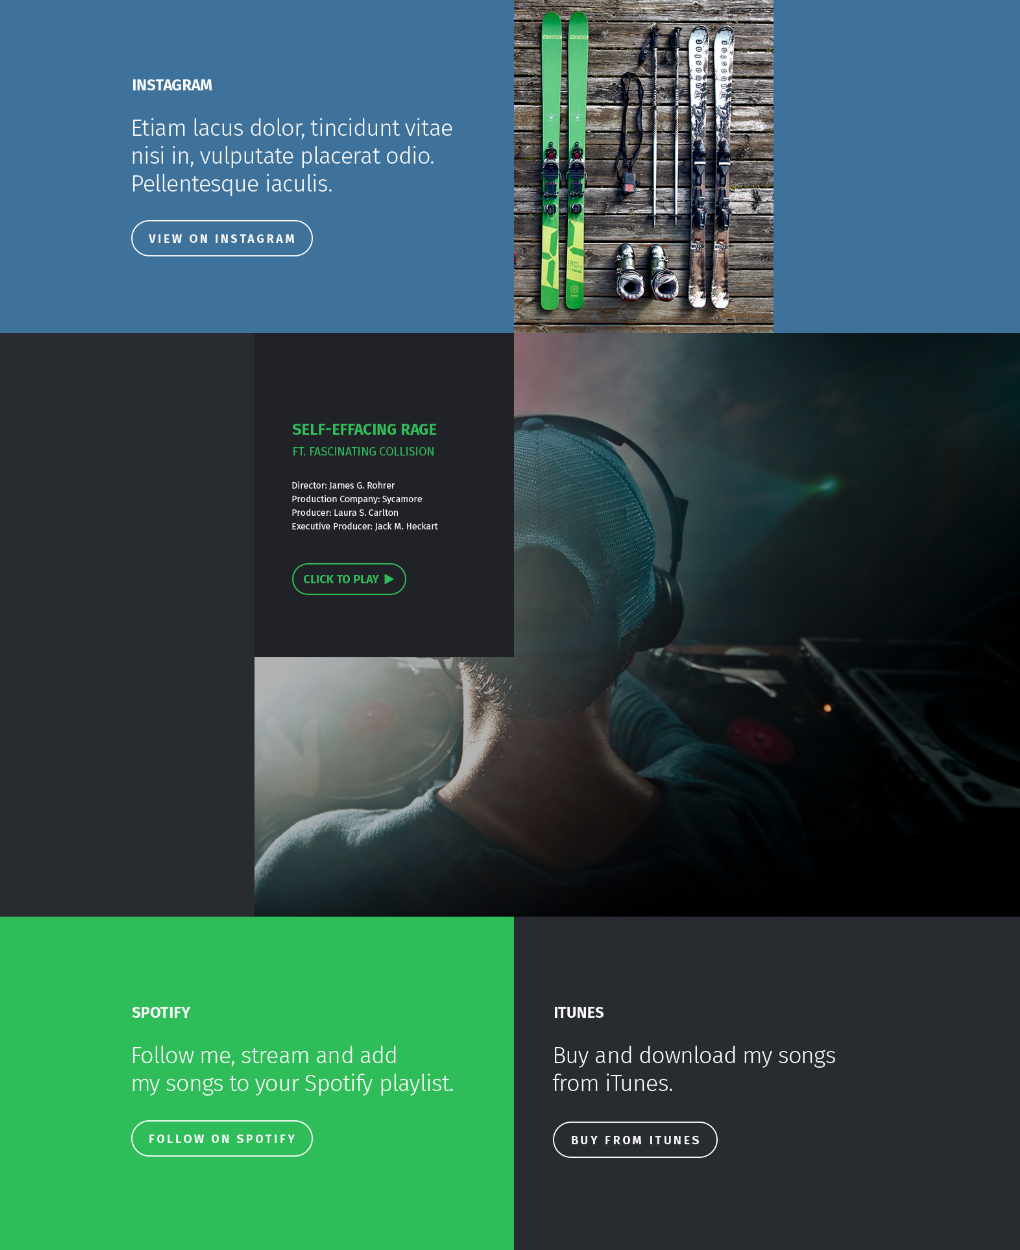 INSTAGRAM
Etiam lacus dolor, tincidunt vitae
nisi in, vulputate placerat odio.
Pellentesque iaculis.
VIEW ON INSTAGRAM
SELF-EFFACING RAGE
FT. FASCINATING COLLISION
Director: James G. Rohrer
Production Company: Sycamore
Producer: Laura S. Carlton
Executive Producer: Jack M. Heckart
CLICK TO PLAY
SPOTIFY
Follow me, stream and add
my songs to your Spotify playlist.
FOLLOW ON SPOTIFY
ITUNES
Buy and download my songs
from iTunes.
BUY FROM ITUNES